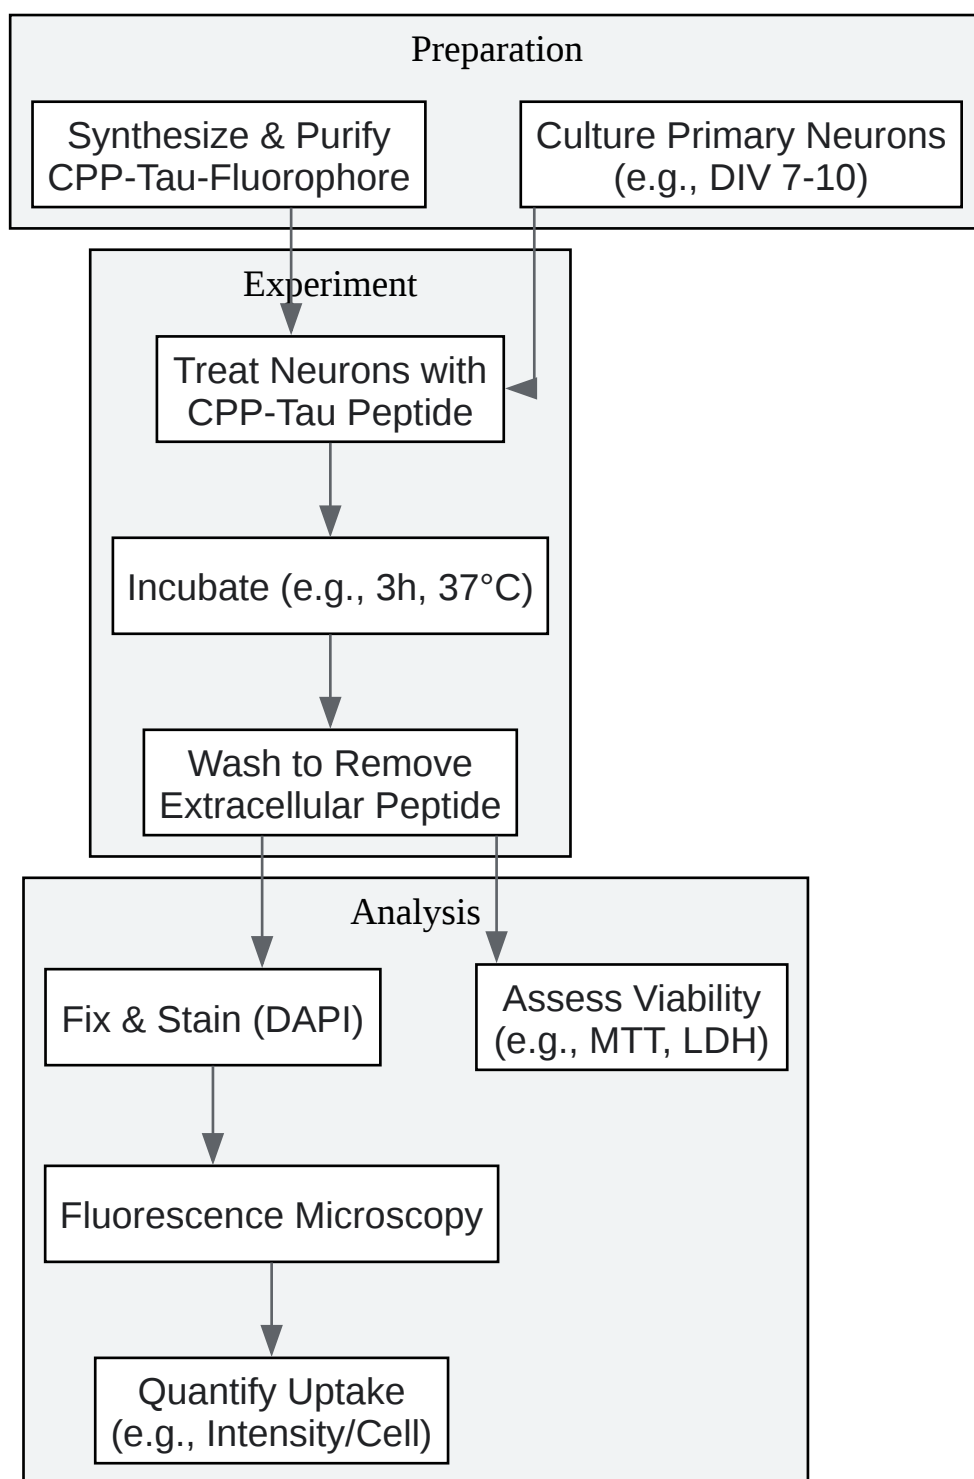 Preparation
Synthesize & Purify
CPP-Tau-Fluorophore
Culture Primary Neurons
(e.g., DIV 7-10)
Experiment
Treat Neurons with
CPP-Tau Peptide
Incubate (e.g., 3h, 37°C)
Wash to Remove
Extracellular Peptide
Analysis
Fix & Stain (DAPI)
Assess Viability
(e.g., MTT, LDH)
Fluorescence Microscopy
Quantify Uptake
(e.g., Intensity/Cell)